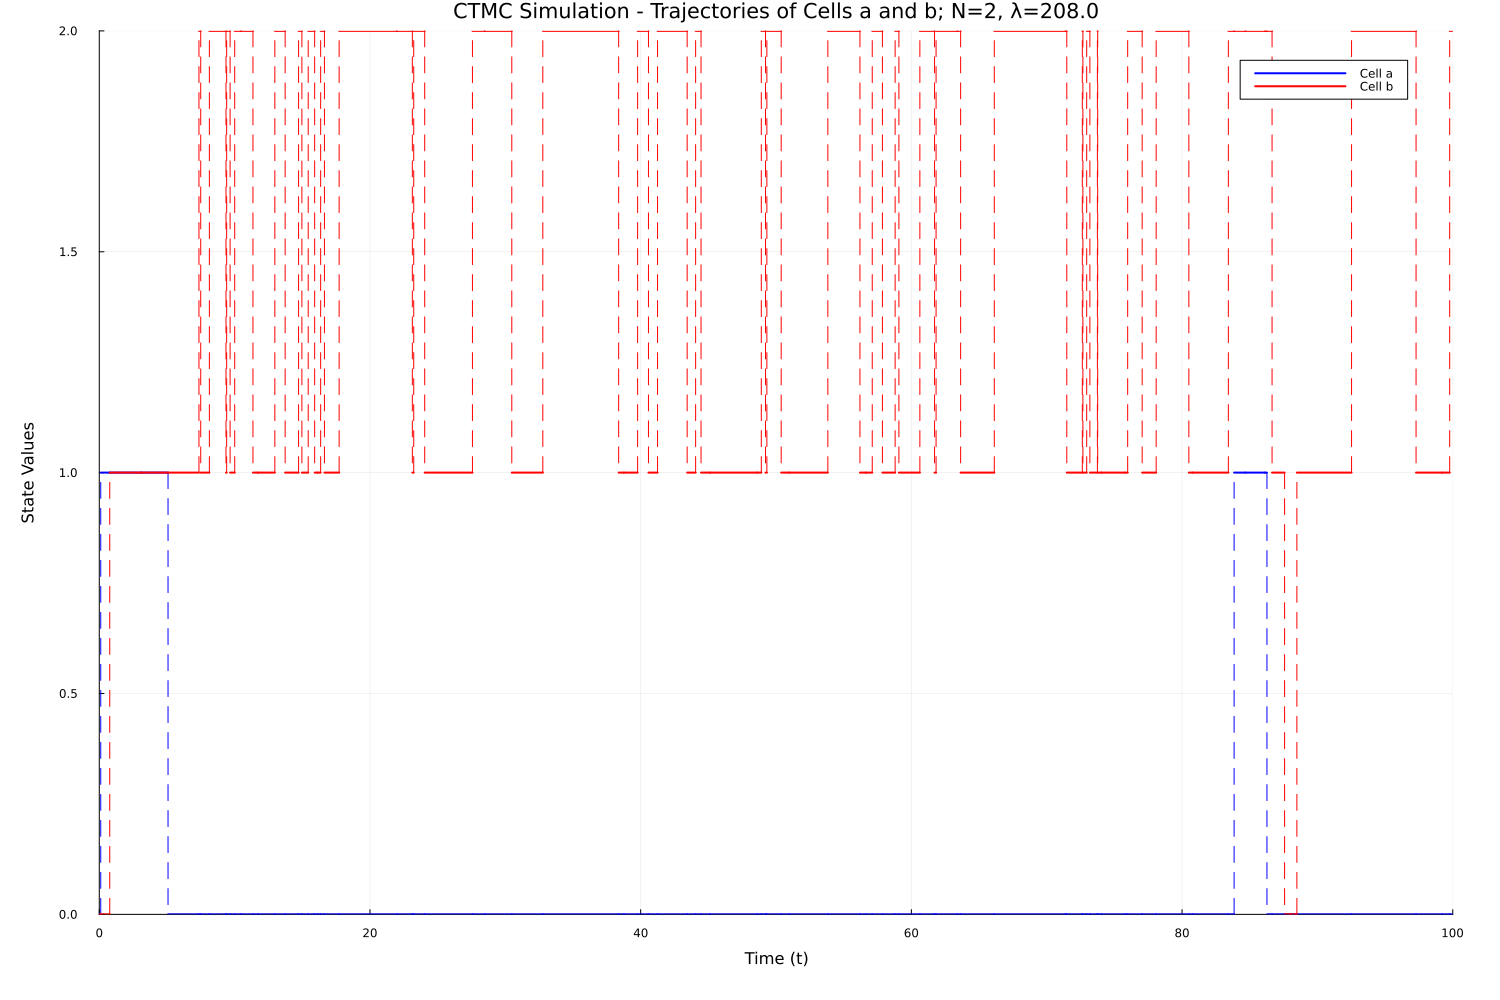 CTMC Simulation - Trajectories of Cells a and b; N=2, λ=208.0
2.0
Cell a
Cell b
1.5
State Values
1.0
0.5
0.0
0 20 40 60 80 100
Time (t)